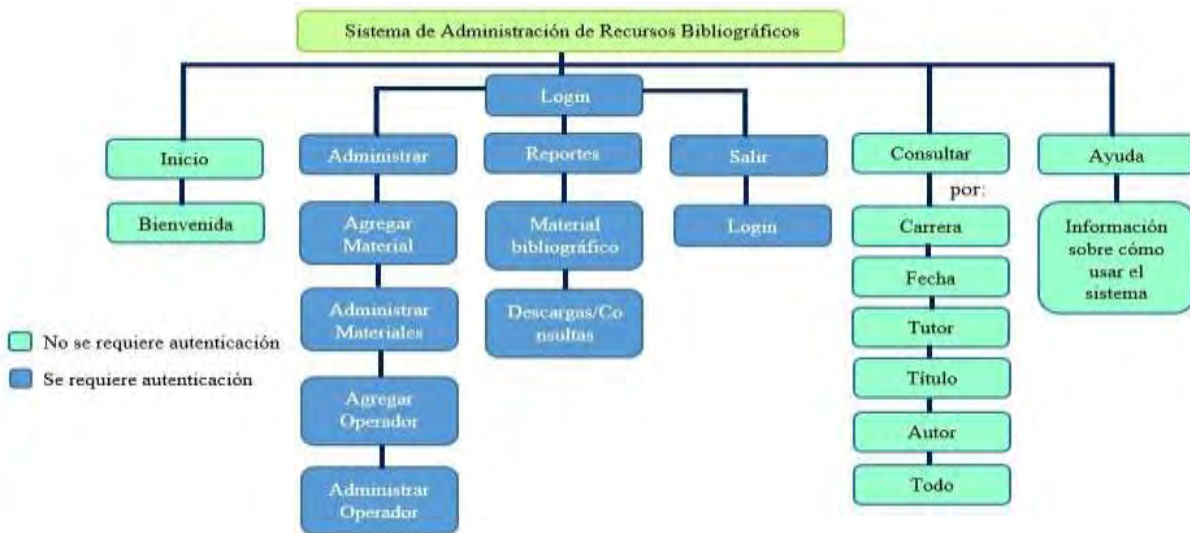 Sistema de Administración de Recursos Bibliográficos
Login
Inicio
Bienvenida
Administrar
Agregar
Material
Administrar
Materiales
Agregar
Operador
Administrar
Operador
Reportes
Material
bibliográfico
Descargas/Co
nsultas
Salir
Login
Consultar
por:
Carrera
Fecha
Tutor
Título
Autor
Todo
Ayuda
Información
sobre cómo
usar el
sistema
No se requiere autenticación
Se requiere autenticación